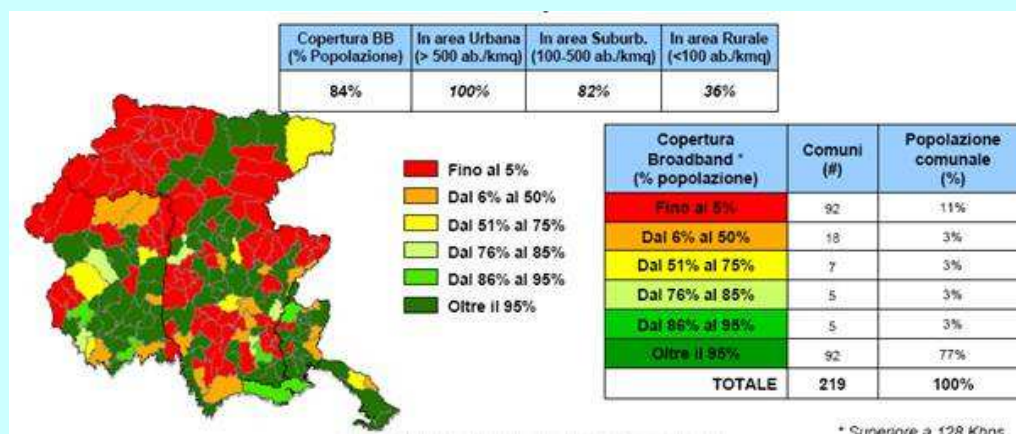 Copertura BB (% Popolazione) In area Urbana (> 500 ab./kmq) In area Suburb. (100-500 ab./kmq) In area Rurale (<100 ab./kmq)
84% 100% 82% 36%
Fino al 5%
Dal 6% al 50%
Dal 51% al 75%
Dal 76% al 85%
Dal 86% al 95%
Oltre il 95%
Copertura Broadband * (% popolazione) Comuni (#) Popolazione comunale (%)
Fino al 5% 92 11%
Dal 6% al 50% 18 3%
Dal 51% al 75% 7 3%
Dal 76% al 85% 5 3%
Dal 86% al 95% 5 3%
Oltre il 95% 92 77%
TOTALE 219 100%
* Superiore a 128 Kbps